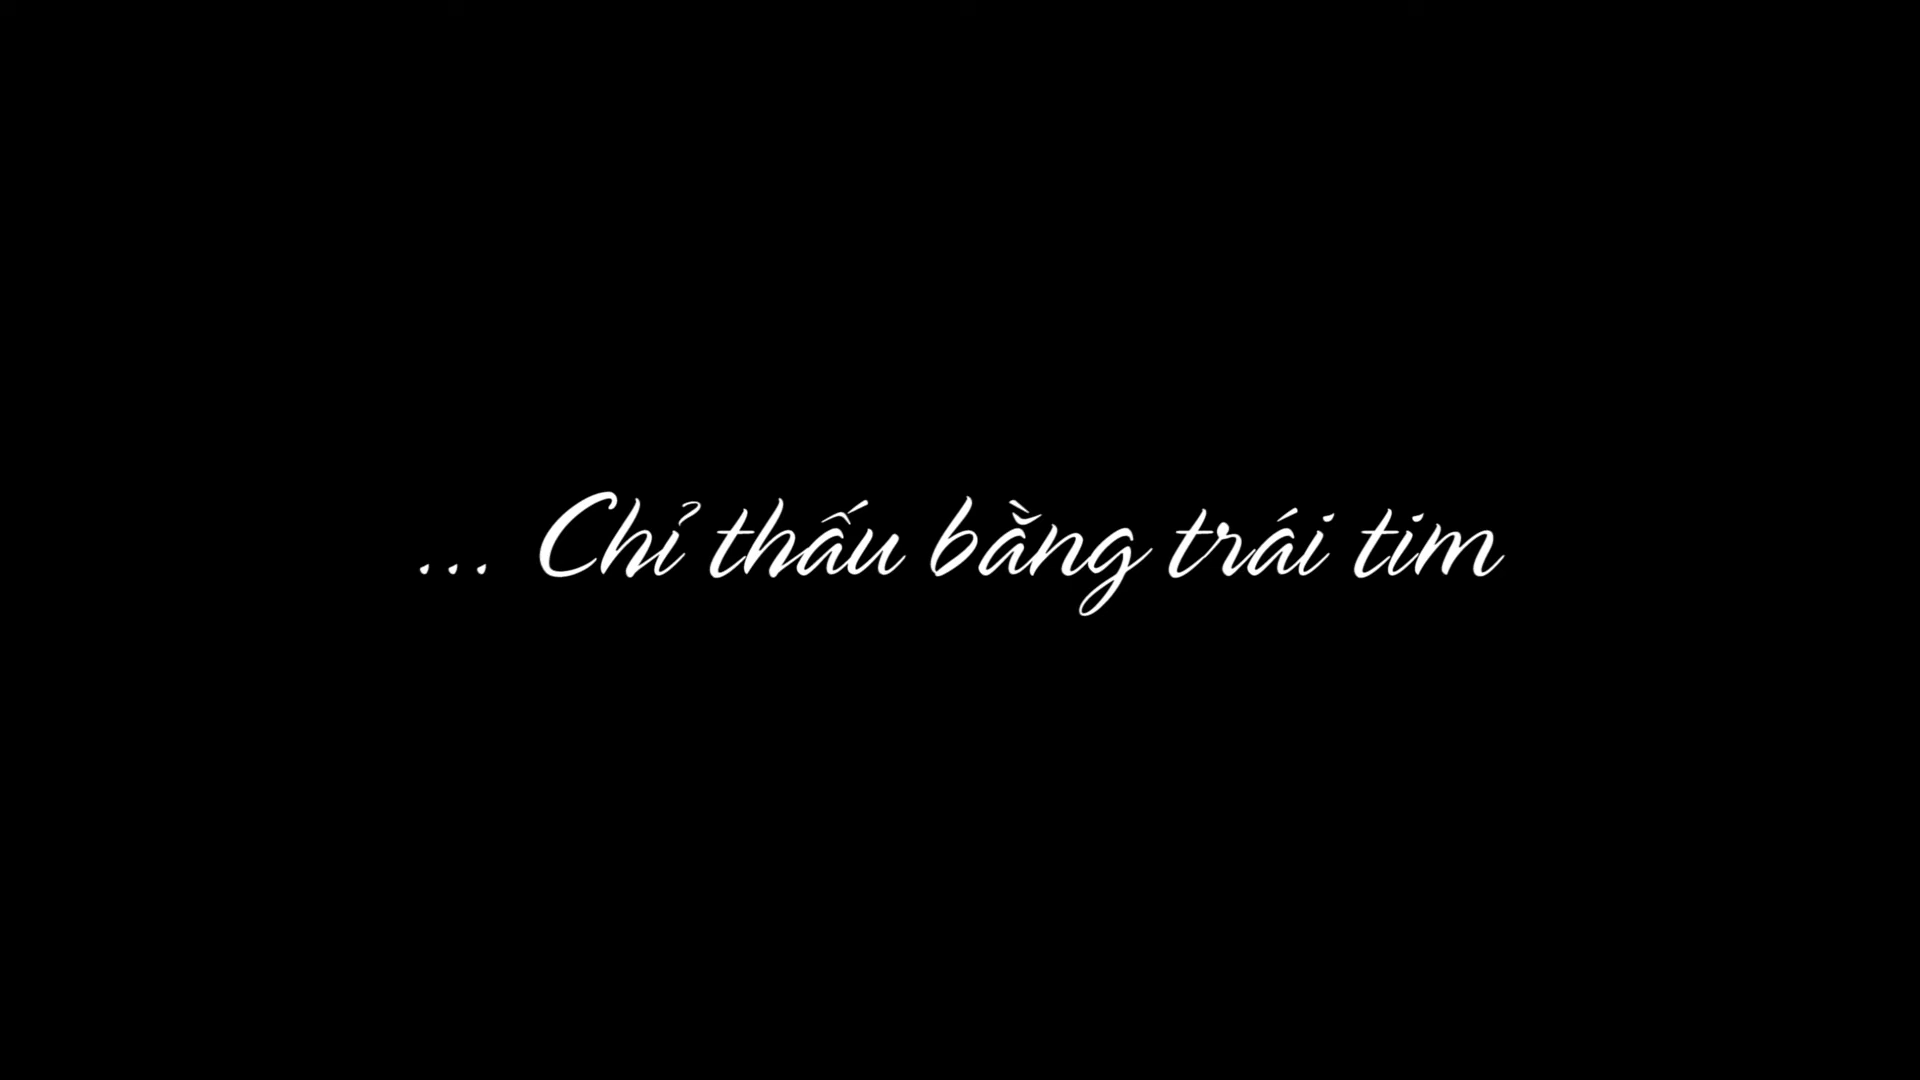 ... Chỉ thấu bằng trái tim